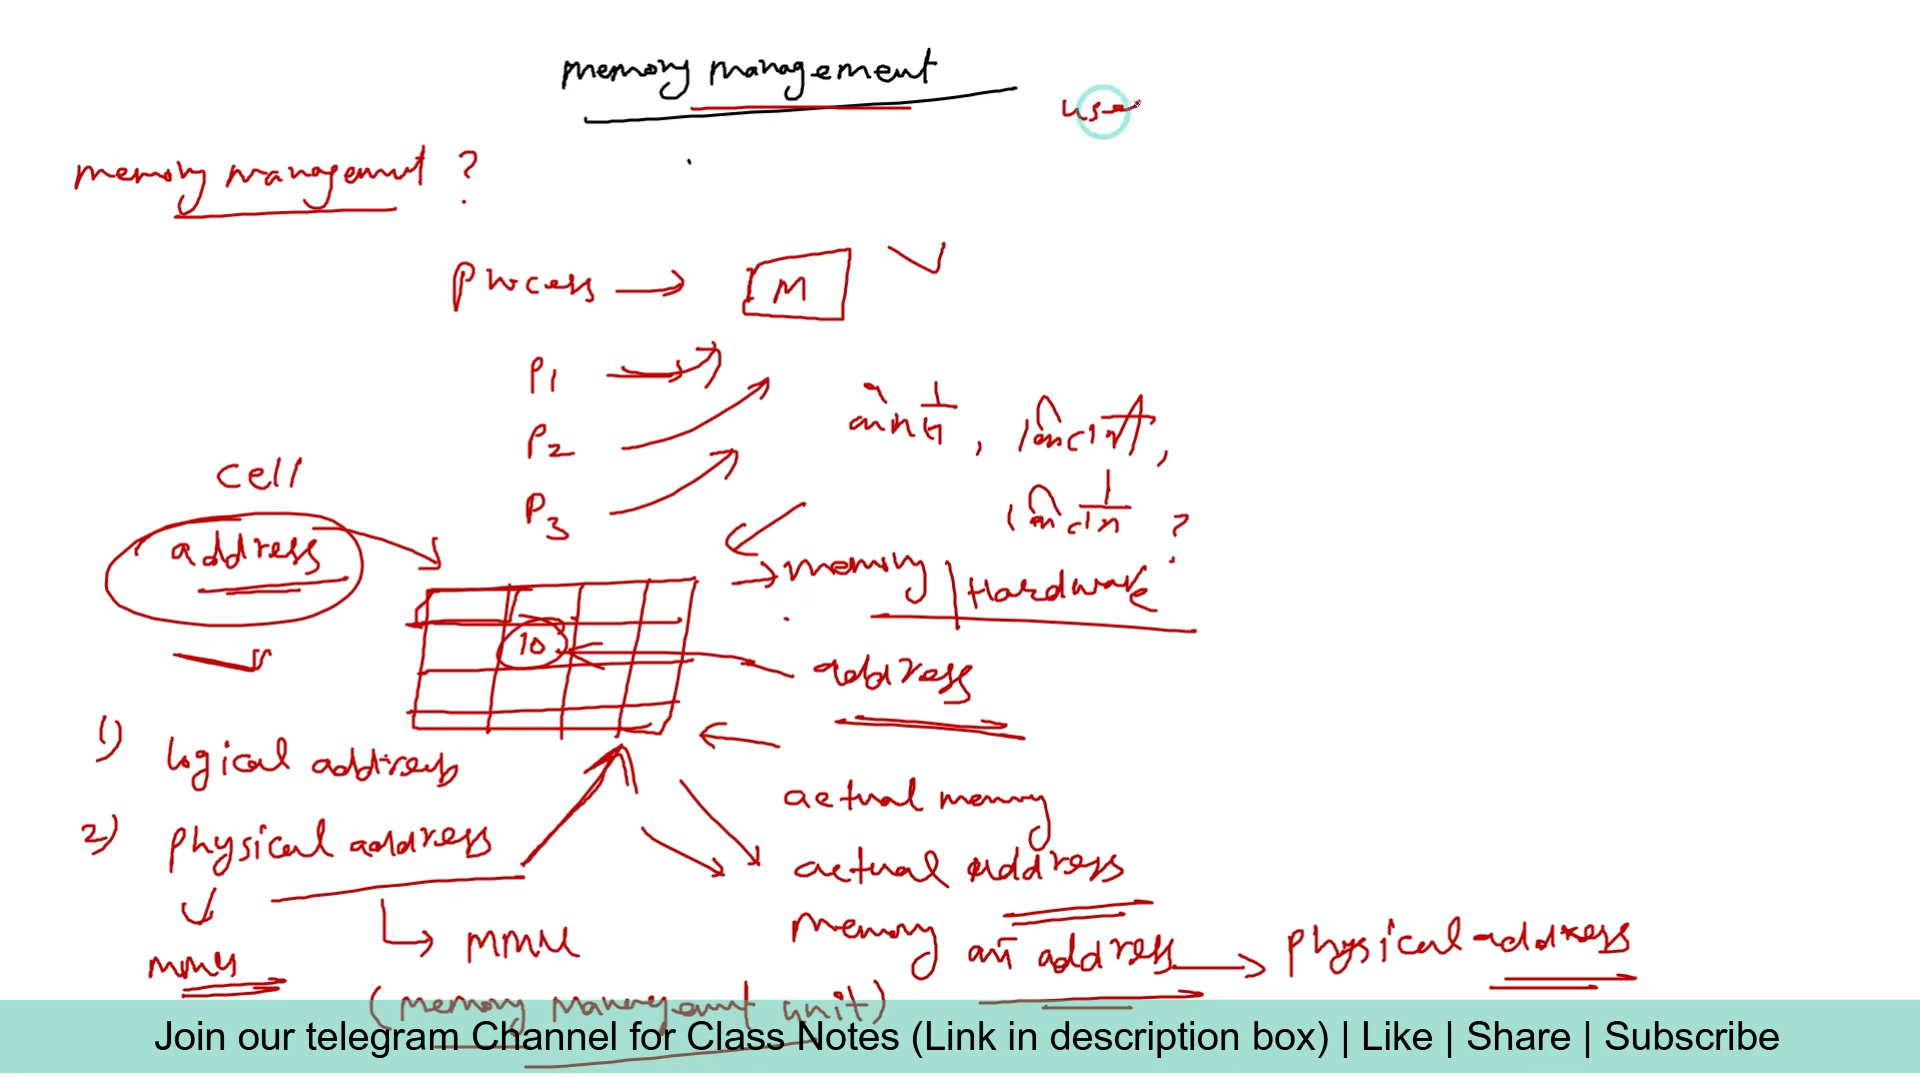 memory management
use
memory management ?
process → M
P1
P2
P3
cell
address
10
→ memory | Hardware
address
1) logical address
2) physical address
mmu
MMU
(memory management unit)
actual memory
actual address
memory
address → physical address
Join our telegram Channel for Class Notes (Link in description box) | Like | Share | Subscribe